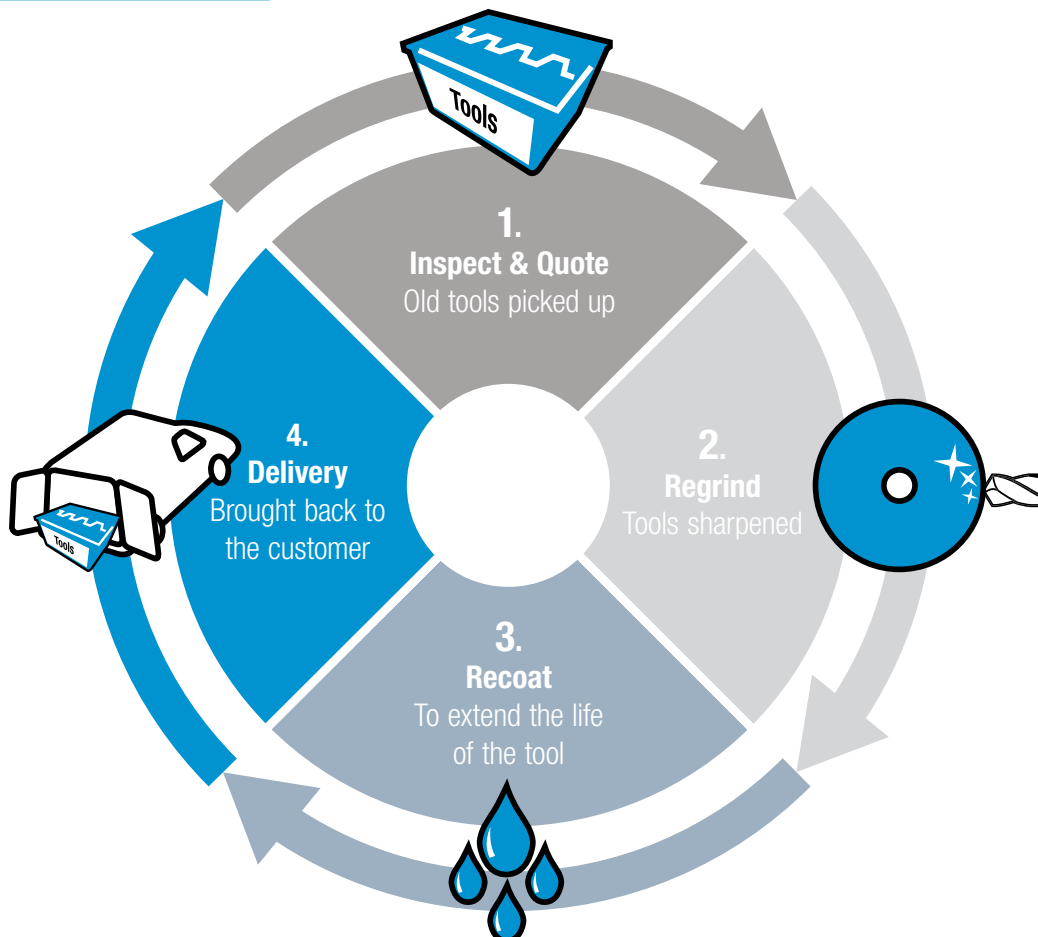 Tools
1.
Inspect & Quote
Old tools picked up
2.
Regrind
Tools sharpened
3.
Recoat
To extend the life
of the tool
4.
Delivery
Brought back to
the customer
Tools